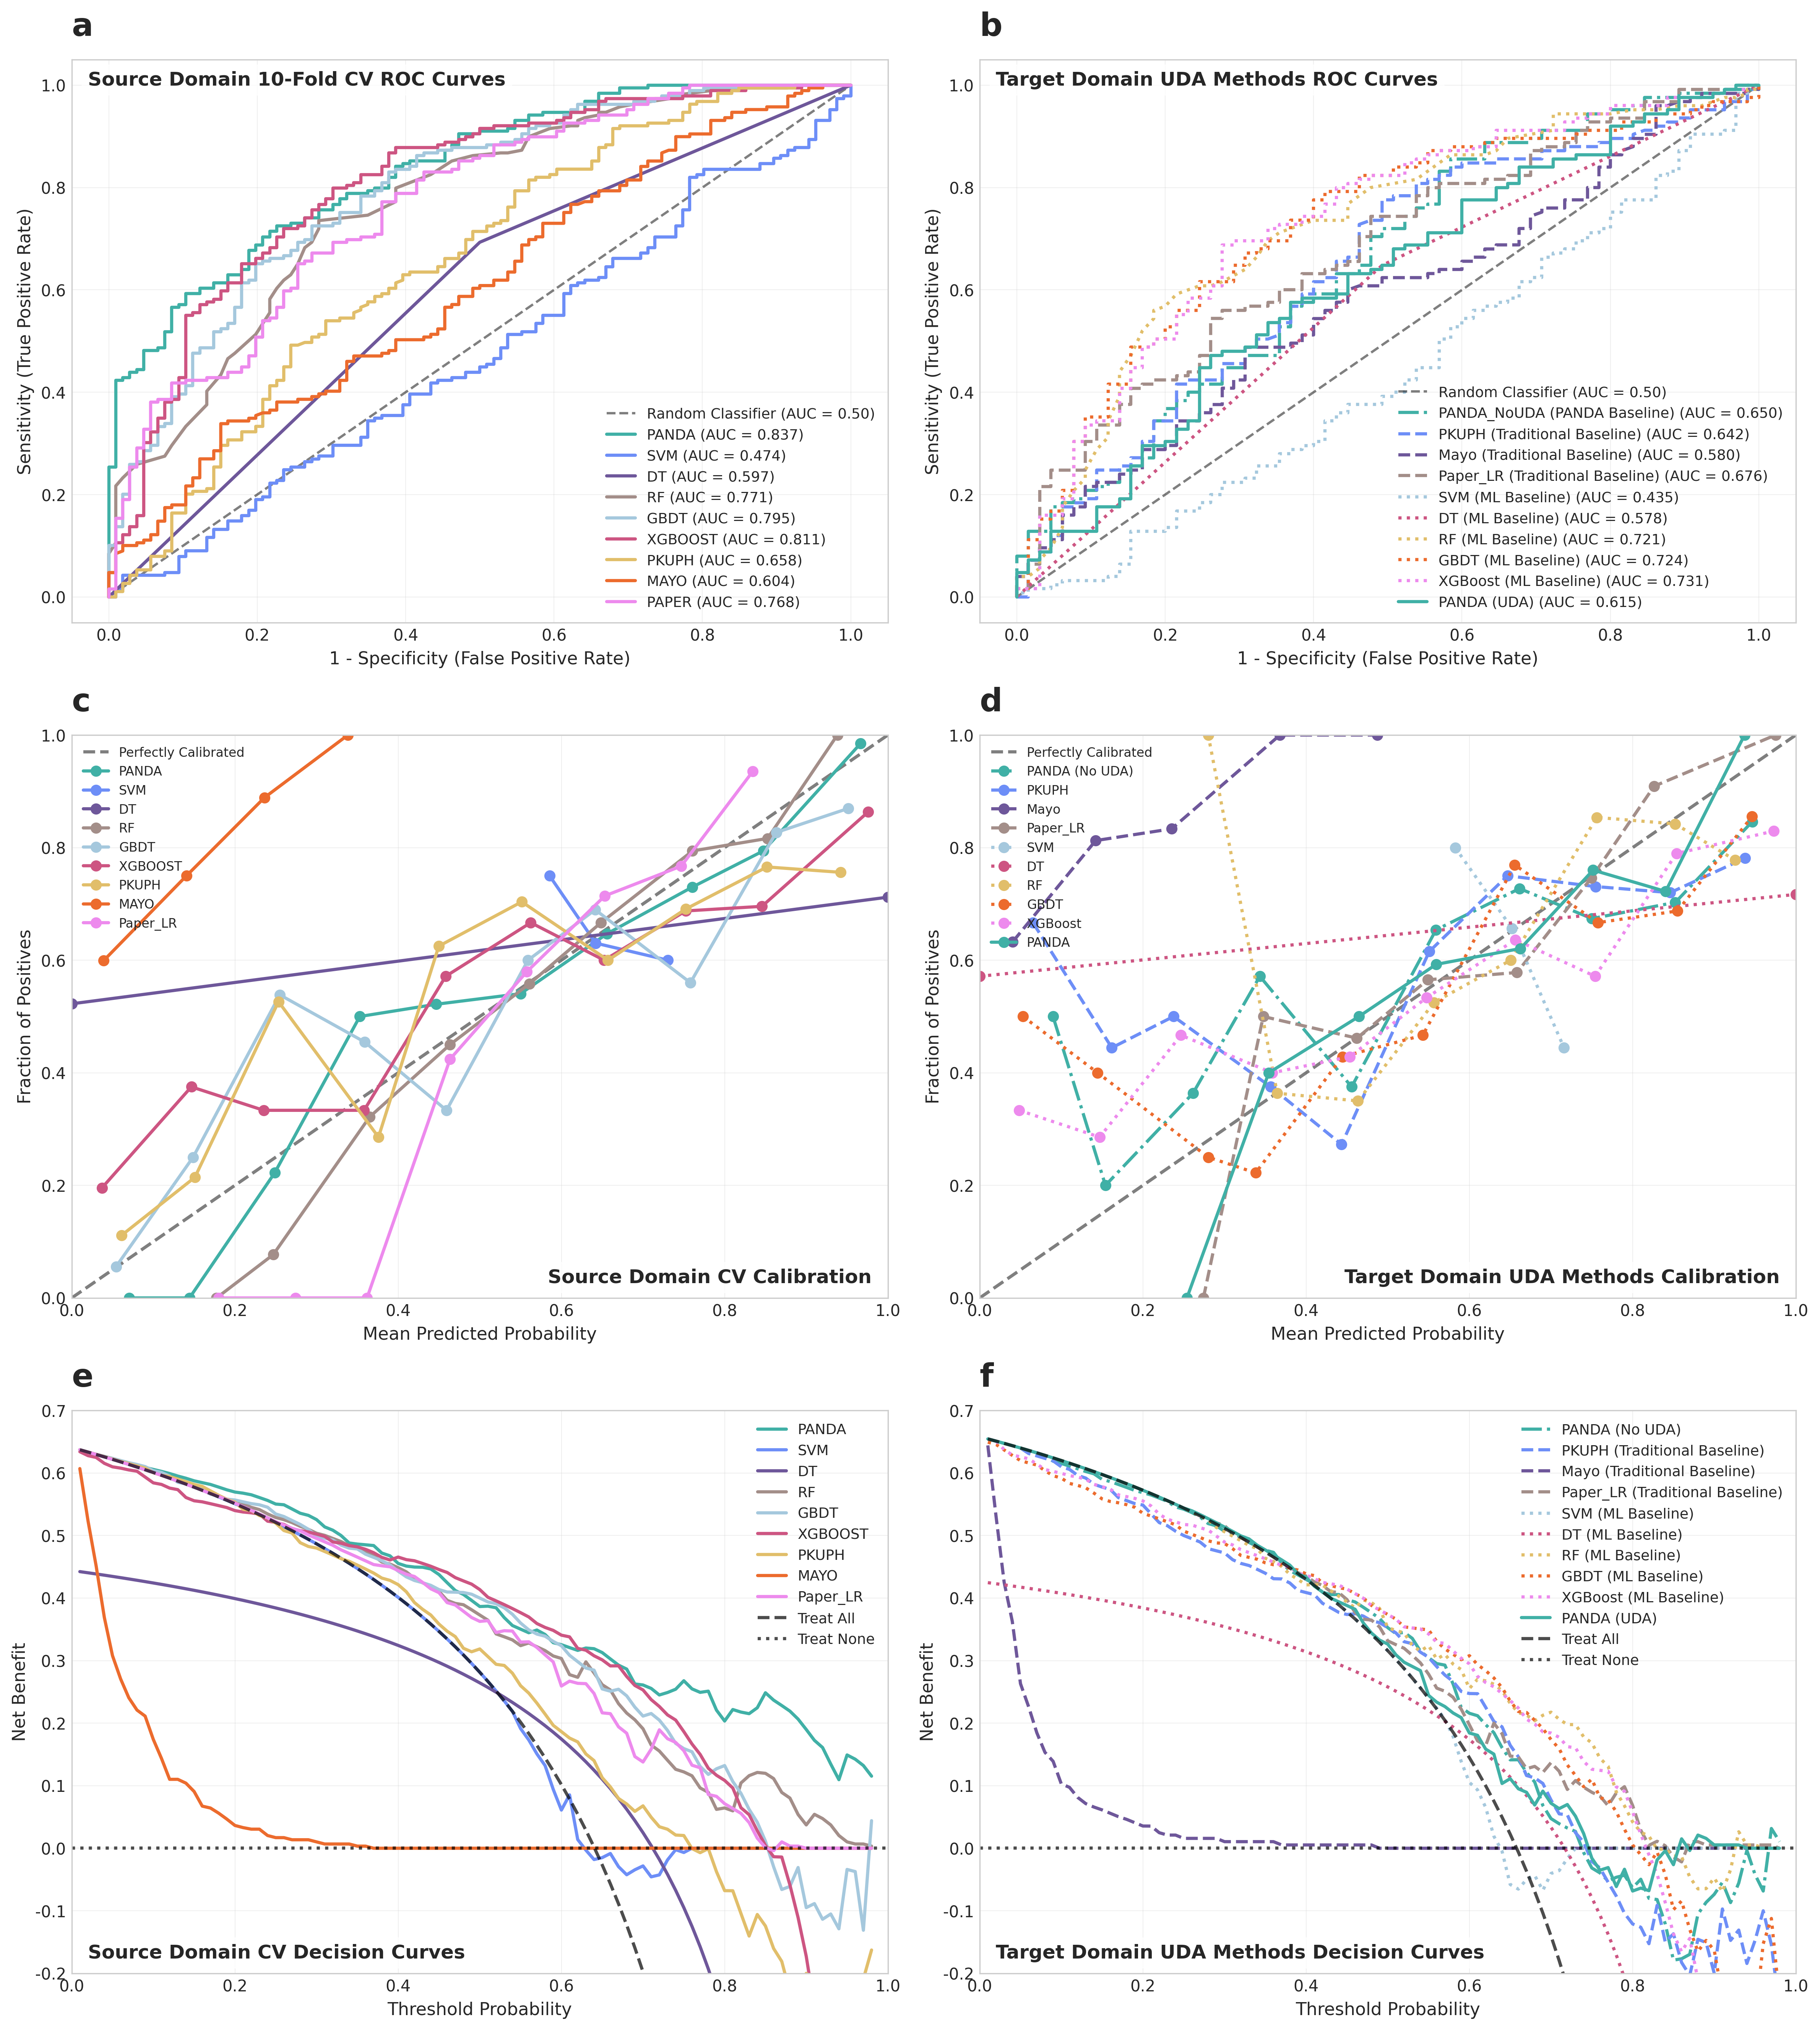 a
Source Domain 10-Fold CV ROC Curves
Sensitivity (True Positive Rate)
1.0
0.8
0.6
0.4
0.2
0.0
Random Classifier (AUC = 0.50)
PANDA (AUC = 0.837)
SVM (AUC = 0.474)
DT (AUC = 0.597)
RF (AUC = 0.771)
GBDT (AUC = 0.795)
XGBOOST (AUC = 0.811)
PKUPH (AUC = 0.658)
MAYO (AUC = 0.604)
PAPER (AUC = 0.768)
0.0 0.2 0.4 0.6 0.8 1.0
1 - Specificity (False Positive Rate)
b
Target Domain UDA Methods ROC Curves
Sensitivity (True Positive Rate)
1.0
0.8
0.6
0.4
0.2
0.0
Random Classifier (AUC = 0.50)
PANDA_NoUDA (PANDA Baseline) (AUC = 0.650)
PKUPH (Traditional Baseline) (AUC = 0.642)
Mayo (Traditional Baseline) (AUC = 0.580)
Paper_LR (Traditional Baseline) (AUC = 0.676)
SVM (ML Baseline) (AUC = 0.435)
DT (ML Baseline) (AUC = 0.578)
RF (ML Baseline) (AUC = 0.721)
GBDT (ML Baseline) (AUC = 0.724)
XGBoost (ML Baseline) (AUC = 0.731)
PANDA (UDA) (AUC = 0.615)
0.0 0.2 0.4 0.6 0.8 1.0
1 - Specificity (False Positive Rate)
c
Fraction of Positives
1.0
0.8
0.6
0.4
0.2
0.0
Perfectly Calibrated
PANDA
SVM
DT
RF
GBDT
XGBOOST
PKUPH
MAYO
Paper_LR
Source Domain CV Calibration
0.0 0.2 0.4 0.6 0.8 1.0
Mean Predicted Probability
d
Fraction of Positives
1.0
0.8
0.6
0.4
0.2
0.0
Perfectly Calibrated
PANDA (No UDA)
PKUPH
Mayo
Paper_LR
SVM
DT
RF
GBDT
XGBoost
PANDA
Target Domain UDA Methods Calibration
0.0 0.2 0.4 0.6 0.8 1.0
Mean Predicted Probability
e
Net Benefit
0.7
0.6
0.5
0.4
0.3
0.2
0.1
0.0
-0.1
-0.2
PANDA
SVM
DT
RF
GBDT
XGBOOST
PKUPH
MAYO
Paper_LR
Treat All
Treat None
Source Domain CV Decision Curves
0.0 0.2 0.4 0.6 0.8 1.0
Threshold Probability
f
Net Benefit
0.7
0.6
0.5
0.4
0.3
0.2
0.1
0.0
-0.1
-0.2
PANDA (No UDA)
PKUPH (Traditional Baseline)
Mayo (Traditional Baseline)
Paper_LR (Traditional Baseline)
SVM (ML Baseline)
DT (ML Baseline)
RF (ML Baseline)
GBDT (ML Baseline)
XGBoost (ML Baseline)
PANDA (UDA)
Treat All
Treat None
Target Domain UDA Methods Decision Curves
0.0 0.2 0.4 0.6 0.8 1.0
Threshold Probability